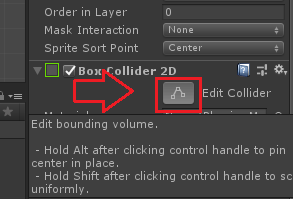 Order in Layer 0
Mask Interaction None
Sprite Sort Point Center
Box Collider 2D
Edit Collider
Edit bounding volume.
- Hold Alt after clicking control handle to pin
center in place.
- Hold Shift after clicking control handle to sc
uniformly.